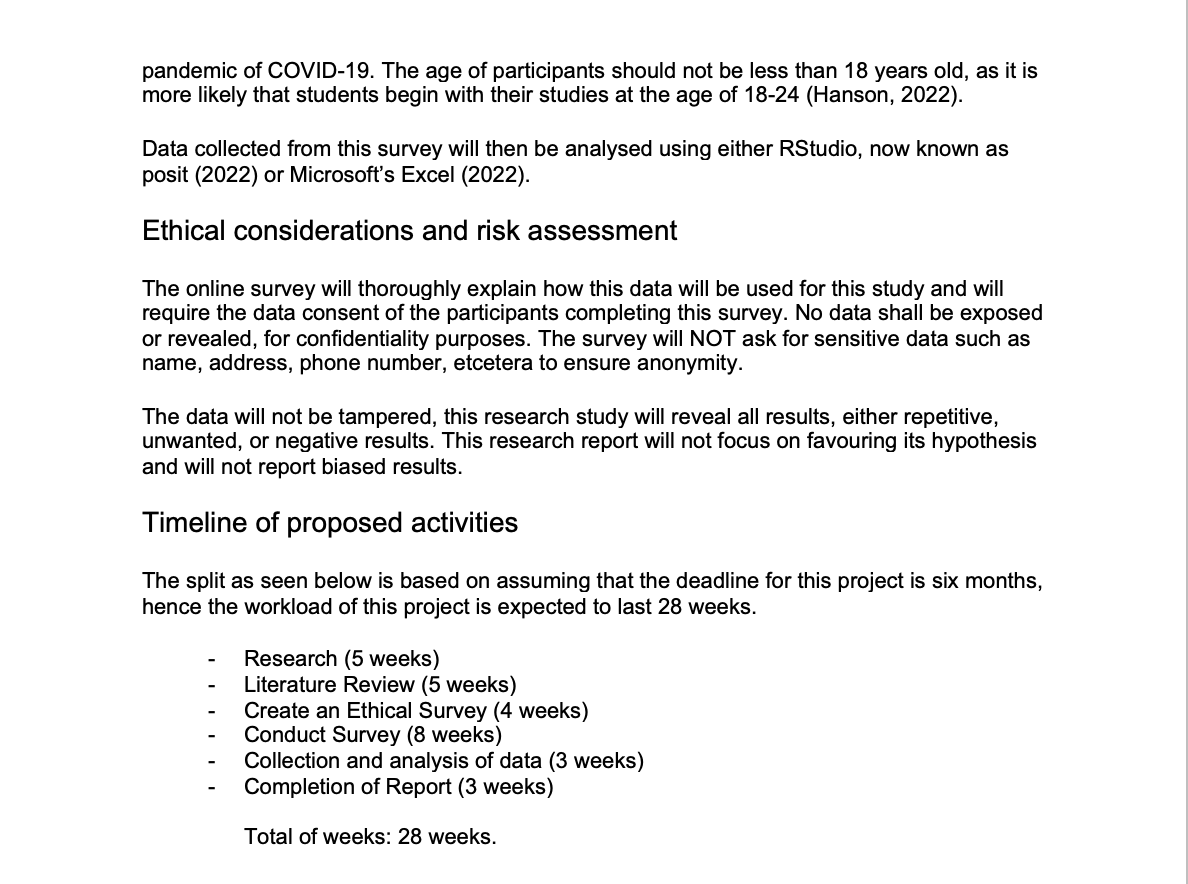 pandemic of COVID-19. The age of participants should not be less than 18 years old, as it is
more likely that students begin with their studies at the age of 18-24 (Hanson, 2022).
Data collected from this survey will then be analysed using either RStudio, now known as
posit (2022) or Microsoft’s Excel (2022).
Ethical considerations and risk assessment
The online survey will thoroughly explain how this data will be used for this study and will
require the data consent of the participants completing this survey. No data shall be exposed
or revealed, for confidentiality purposes. The survey will NOT ask for sensitive data such as
name, address, phone number, etcetera to ensure anonymity.
The data will not be tampered, this research study will reveal all results, either repetitive,
unwanted, or negative results. This research report will not focus on favouring its hypothesis
and will not report biased results.
Timeline of proposed activities
The split as seen below is based on assuming that the deadline for this project is six months,
hence the workload of this project is expected to last 28 weeks.
- Research (5 weeks)
- Literature Review (5 weeks)
- Create an Ethical Survey (4 weeks)
- Conduct Survey (8 weeks)
- Collection and analysis of data (3 weeks)
- Completion of Report (3 weeks)
Total of weeks: 28 weeks.